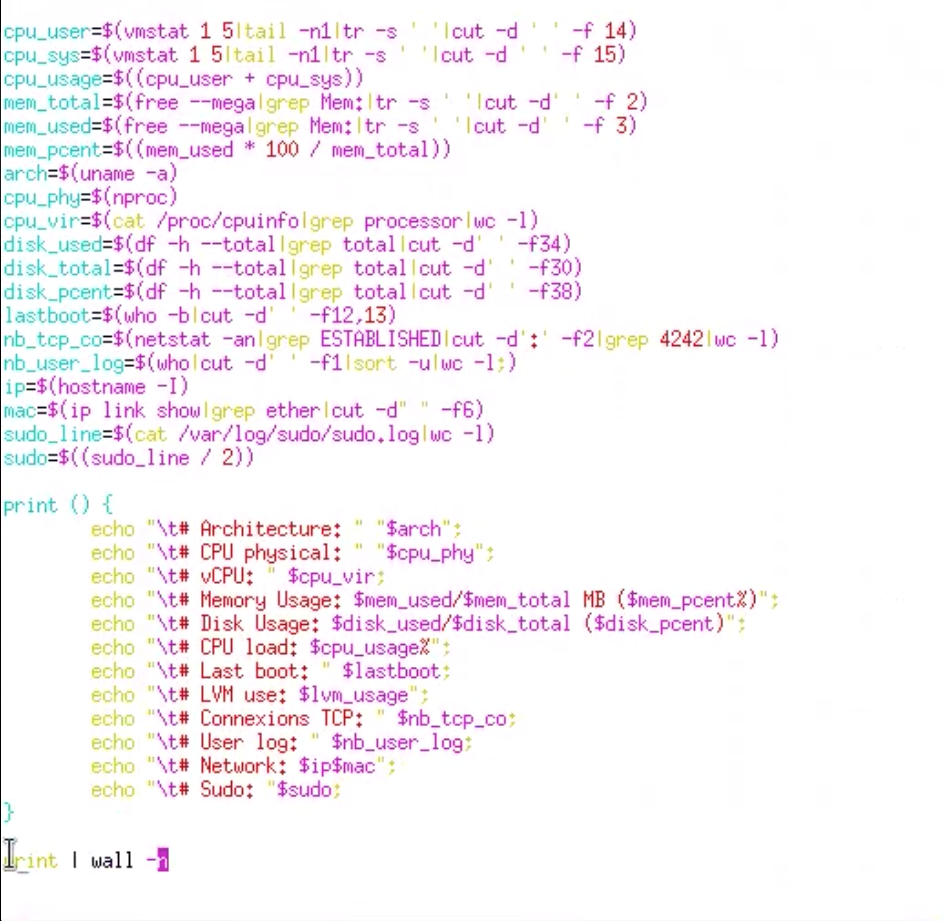 cpu_user=$(vmstat 1 5|tail -n1|tr -s ' '|cut -d ' ' -f 14)
cpu_sys=$(vmstat 1 5|tail -n1|tr -s ' '|cut -d ' ' -f 15)
cpu_usage=$((cpu_user + cpu_sys))
mem_total=$(free --mega|grep Mem:|tr -s ' '|cut -d' ' -f 2)
mem_used=$(free --mega|grep Mem:|tr -s ' '|cut -d' ' -f 3)
mem_pcent=$((mem_used * 100 / mem_total))
arch=$(uname -a)
cpu_phy=$(nproc)
cpu_vir=$(cat /proc/cpuinfo|grep processor|wc -l)
disk_used=$(df -h --total|grep total|cut -d' ' -f34)
disk_total=$(df -h --total|grep total|cut -d' ' -f30)
disk_pcent=$(df -h --total|grep total|cut -d' ' -f38)
lastboot=$(who -b|cut -d' ' -f12,13)
nb_tcp_co=$(netstat -an|grep ESTABLISHED|cut -d':' -f2|grep 4242|wc -l)
nb_user_log=$(who|cut -d' ' -f1|sort -u|wc -l;)
ip=$(hostname -I)
mac=$(ip link show|grep ether|cut -d" " -f6)
sudo_line=$(cat /var/log/sudo/sudo.log|wc -l)
sudo=$((sudo_line / 2))
print () {
echo "\t# Architecture: " "$arch";
echo "\t# CPU physical: " "$cpu_phy";
echo "\t# vCPU: " $cpu_vir;
echo "\t# Memory Usage: $mem_used/$mem_total MB ($mem_pcent%)";
echo "\t# Disk Usage: $disk_used/$disk_total ($disk_pcent)";
echo "\t# CPU load: $cpu_usage%";
echo "\t# Last boot: " $lastboot;
echo "\t# LVM use: $lvm_usage";
echo "\t# Connexions TCP: " $nb_tcp_co;
echo "\t# User log: " $nb_user_log;
echo "\t# Network: $ip$mac";
echo "\t# Sudo: "$sudo;
}
print | wall -n